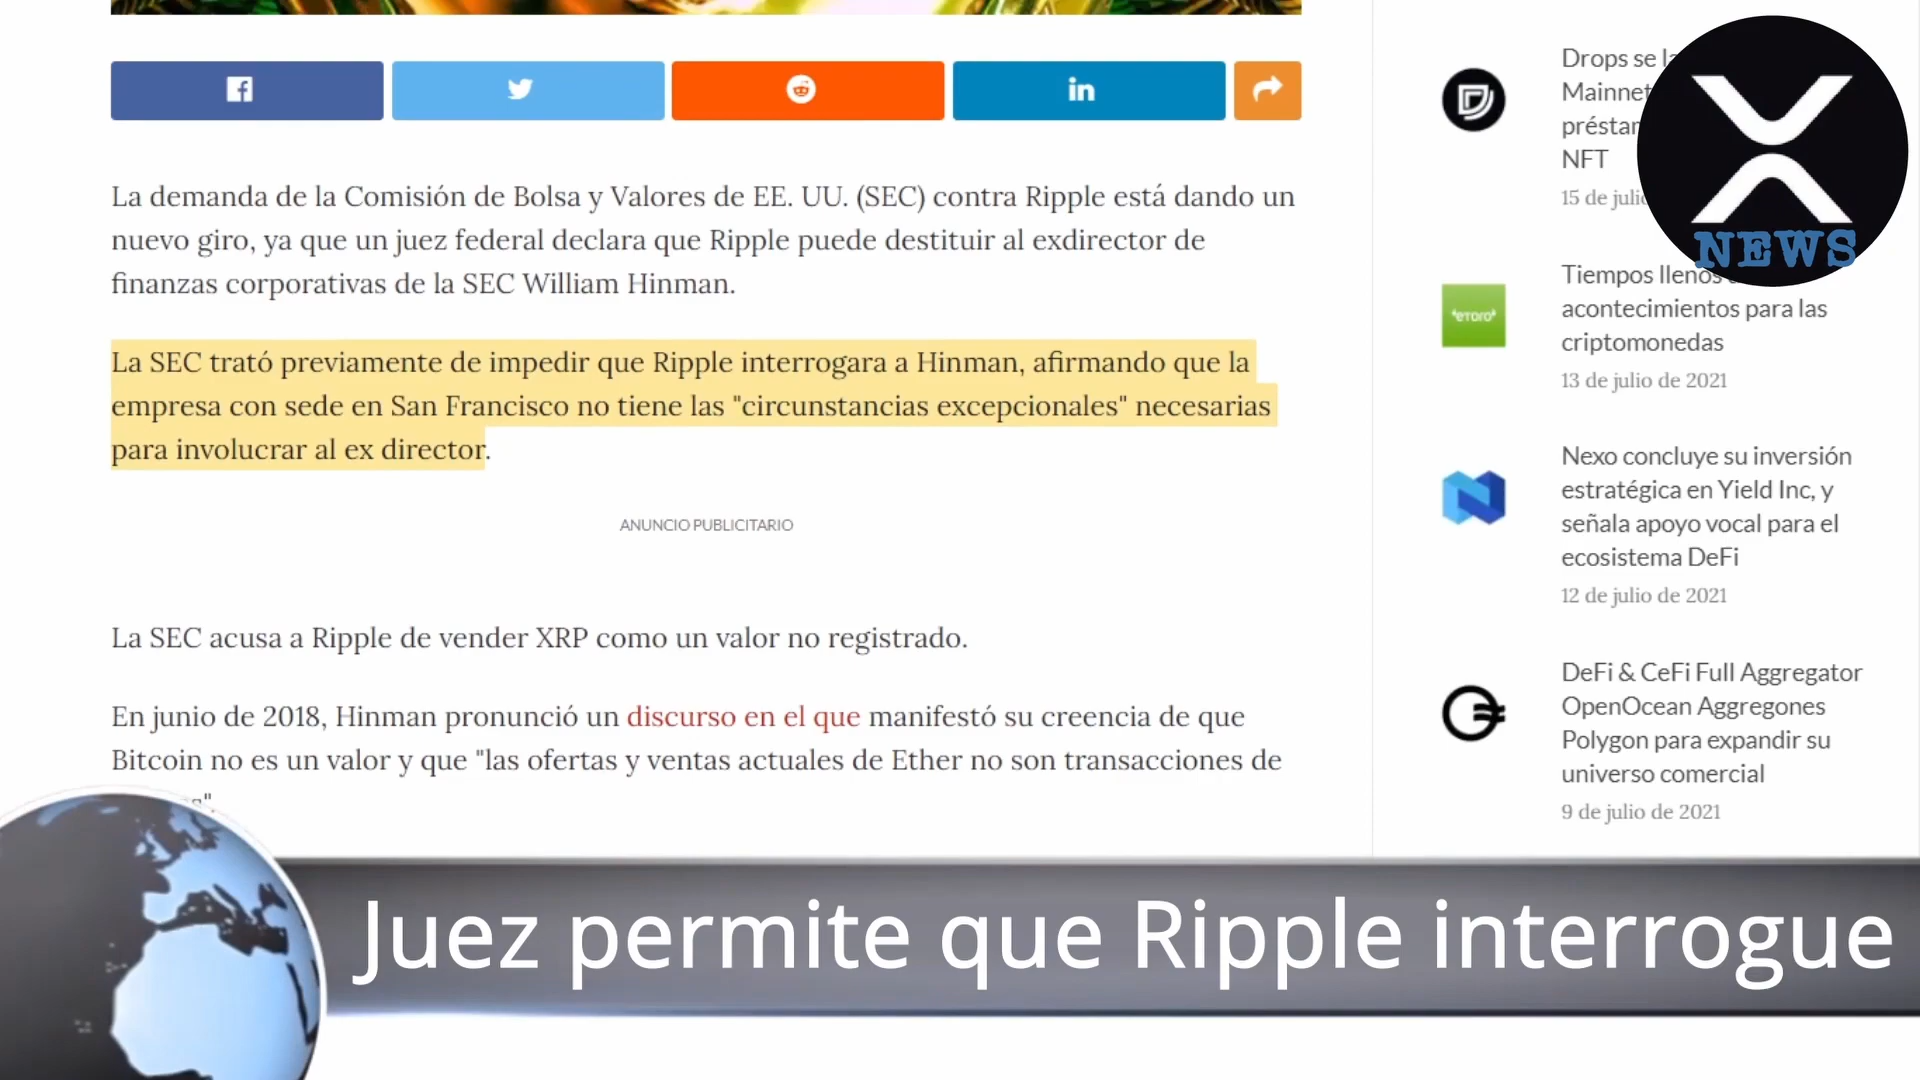 La demanda de la Comisión de Bolsa y Valores de EE. UU. (SEC) contra Ripple está dando un
nuevo giro, ya que un juez federal declara que Ripple puede destituir al exdirector de
finanzas corporativas de la SEC William Hinman.
La SEC trató previamente de impedir que Ripple interrogara a Hinman, afirmando que la
empresa con sede en San Francisco no tiene las "circunstancias excepcionales" necesarias
para involucrar al ex director.
ANUNCIO PUBLICITARIO
La SEC acusa a Ripple de vender XRP como un valor no registrado.
En junio de 2018, Hinman pronunció un discurso en el que manifestó su creencia de que
Bitcoin no es un valor y que "las ofertas y ventas actuales de Ether no son transacciones de
Drops se
Mainnet
NFT
15 de
NEWS
Tiempos llenos
acontecimientos para las
criptomonedas
13 de julio de 2021
eToro
Nexo concluye su inversión
estratégica en Yield Inc, y
señala apoyo vocal para el
ecosistema DeFi
12 de julio de 2021
DeFi & CeFi Full Aggregator
OpenOcean Aggregones
Polygon para expandir su
universo comercial
9 de julio de 2021
Juez permite que Ripple interrogue